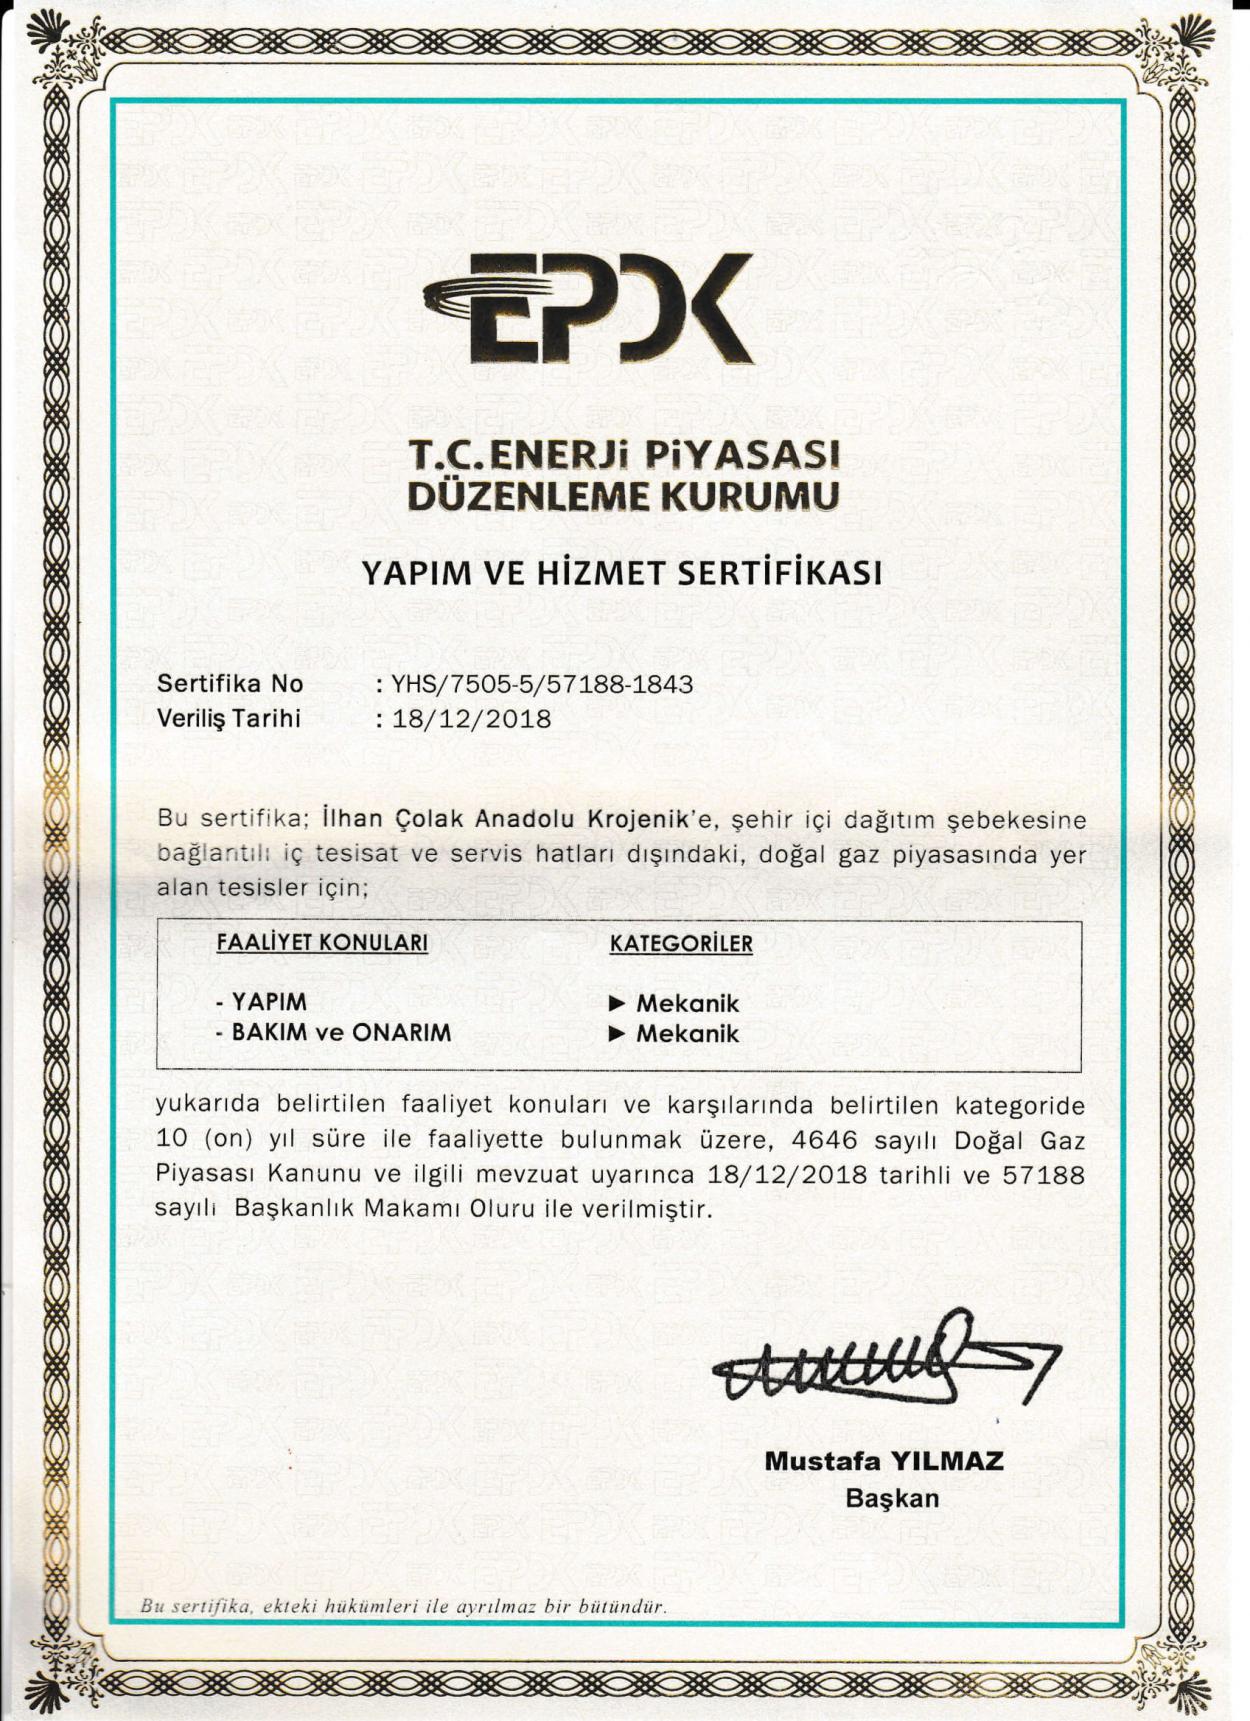 EPDK
T.C. ENERJi PiYASASI
DÜZENLEME KURUMU
YAPIM VE HİZMET SERTİFİKASI
Sertifika No : YHS/7505-5/57188-1843
Veriliş Tarihi : 18/12/2018
Bu sertifika; İlhan Çolak Anadolu Krojenik'e, şehir içi dağıtım şebekesine
bağlantılı iç tesisat ve servis hatları dışındaki, doğal gaz piyasasında yer
alan tesisler için;
FAALİYET KONULARI KATEGORİLER
- YAPIM ► Mekanik
- BAKIM ve ONARIM ► Mekanik
yukarıda belirtilen faaliyet konuları ve karşılarında belirtilen kategoride
10 (on) yıl süre ile faaliyette bulunmak üzere, 4646 sayılı Doğal Gaz
Piyasası Kanunu ve ilgili mevzuat uyarınca 18/12/2018 tarihli ve 57188
sayılı Başkanlık Makamı Oluru ile verilmiştir.
Mustafa YILMAZ
Başkan
Bu sertifika, ekteki hükümleri ile ayrılmaz bir bütündür.